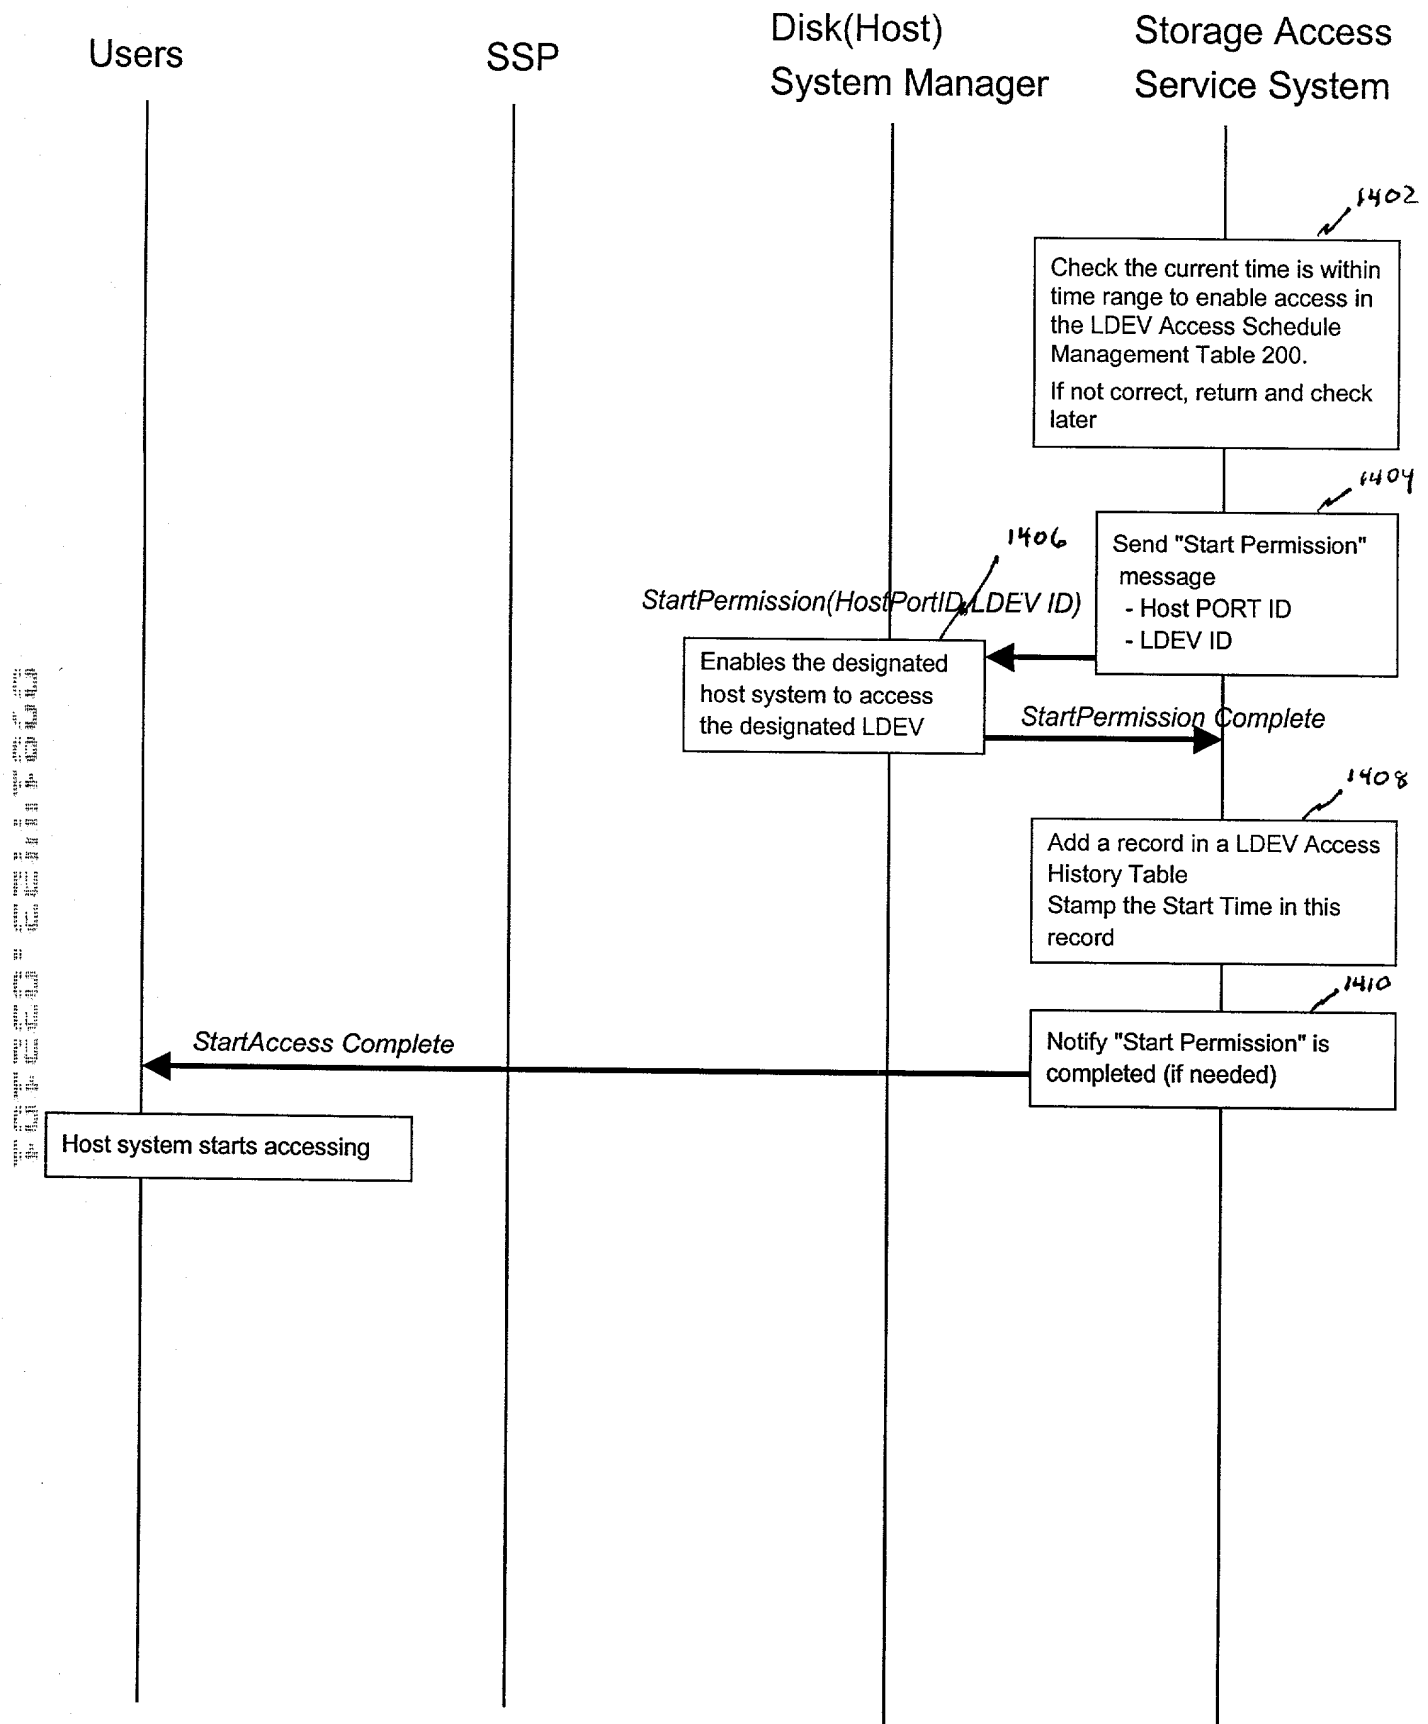 Users
SSP
Disk(Host)
System Manager
Storage Access
Service System
1402
Check the current time is within
time range to enable access in
the LDEV Access Schedule
Management Table 200.
If not correct, return and check
later
1404
Send "Start Permission"
message
- Host PORT ID
- LDEV ID
1406
StartPermission(HostPortID,LDEV ID)
Enables the designated
host system to access
the designated LDEV
StartPermission Complete
1408
Add a record in a LDEV Access
History Table
Stamp the Start Time in this
record
1410
Notify "Start Permission" is
completed (if needed)
StartAccess Complete
Host system starts accessing